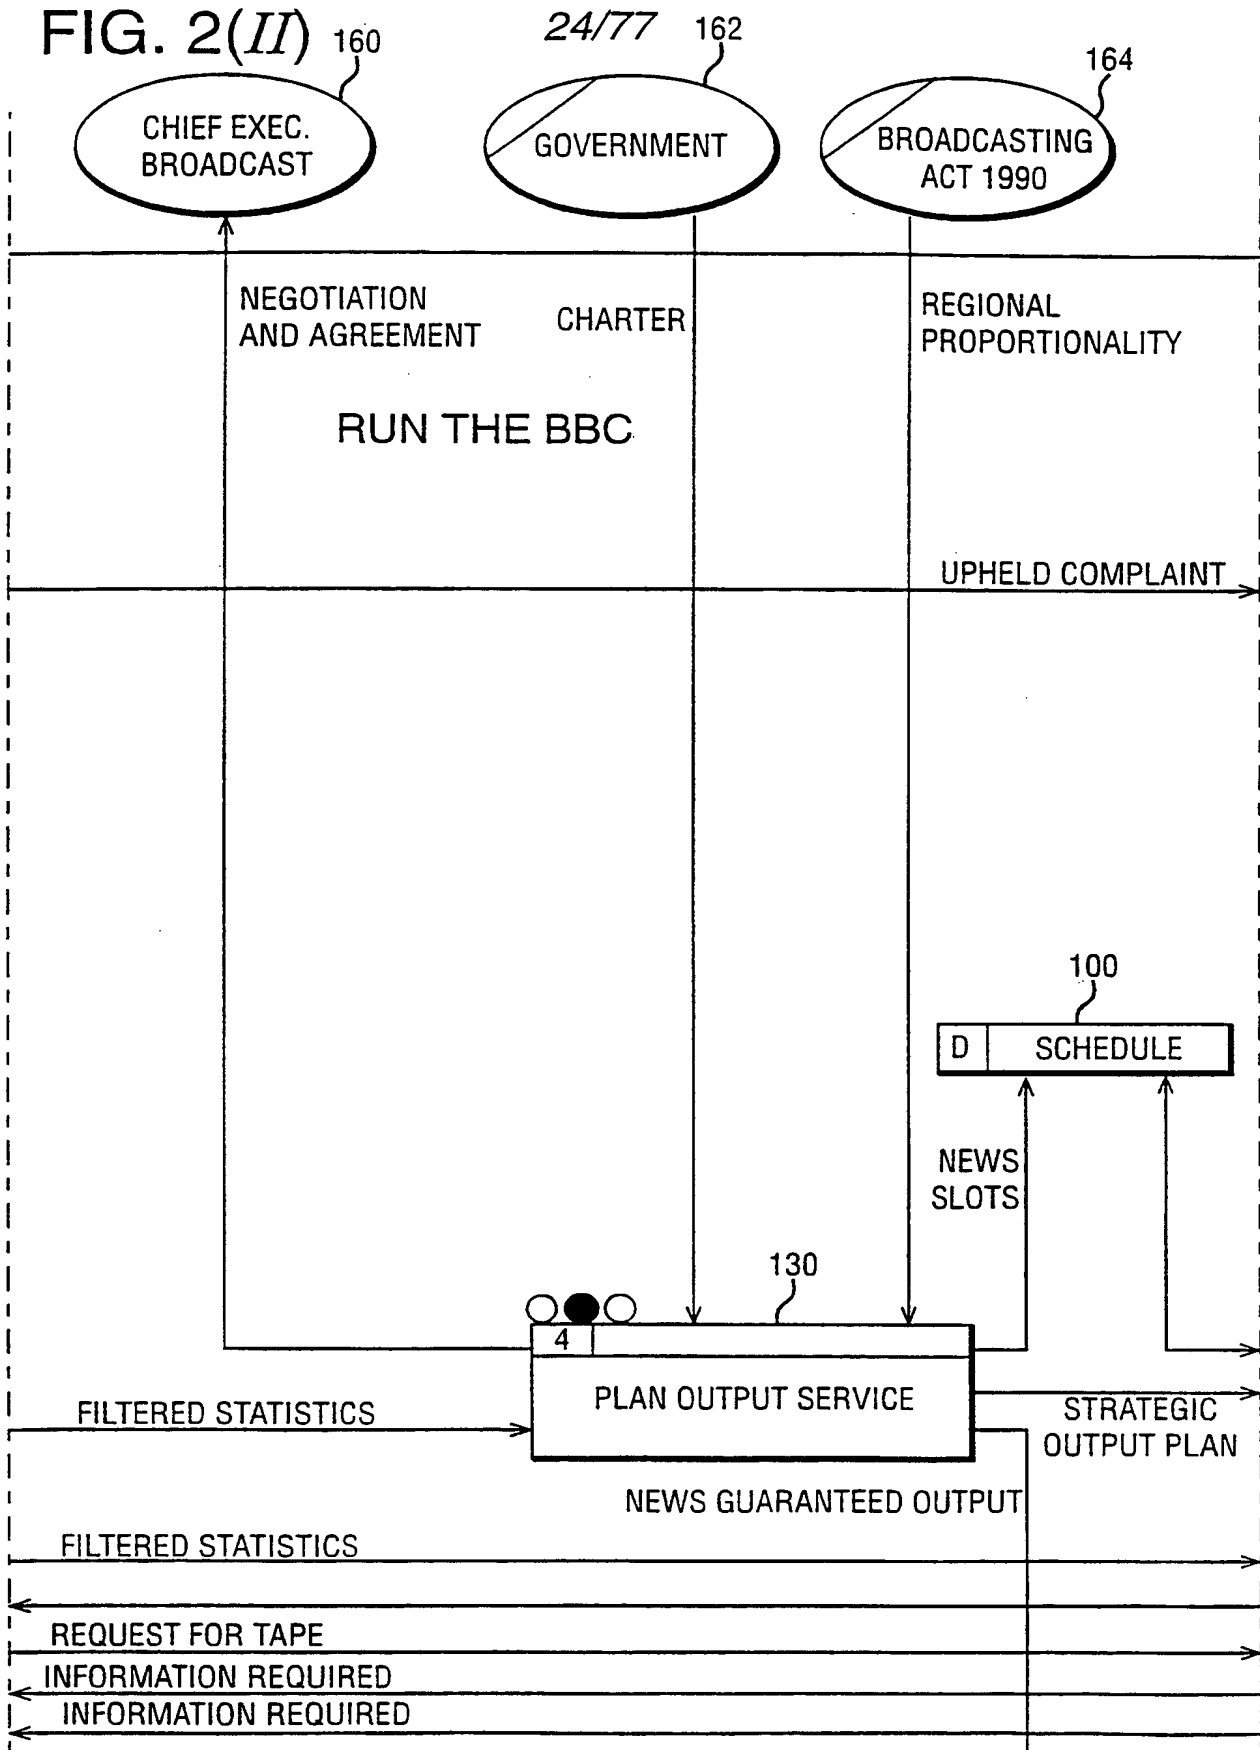 FIG. 2(II)
24/77
160
162
164
CHIEF EXEC.
BROADCAST
GOVERNMENT
BROADCASTING
ACT 1990
NEGOTIATION
AND AGREEMENT
CHARTER
REGIONAL
PROPORTIONALITY
RUN THE BBC
UPHELD COMPLAINT
100
D
SCHEDULE
NEWS
SLOTS
130
4
PLAN OUTPUT SERVICE
FILTERED STATISTICS
STRATEGIC
OUTPUT PLAN
NEWS GUARANTEED OUTPUT
FILTERED STATISTICS
REQUEST FOR TAPE
INFORMATION REQUIRED
INFORMATION REQUIRED